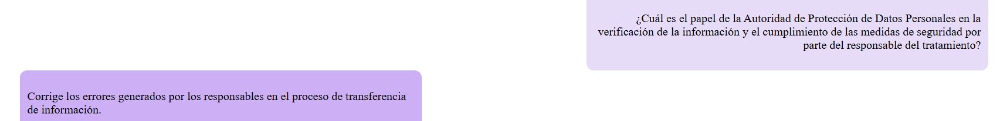 ¿Cuál es el papel de la Autoridad de Protección de Datos Personales en la
verificación de la información y el cumplimiento de las medidas de seguridad por
parte del responsable del tratamiento?
Corrige los errores generados por los responsables en el proceso de transferencia
de información.